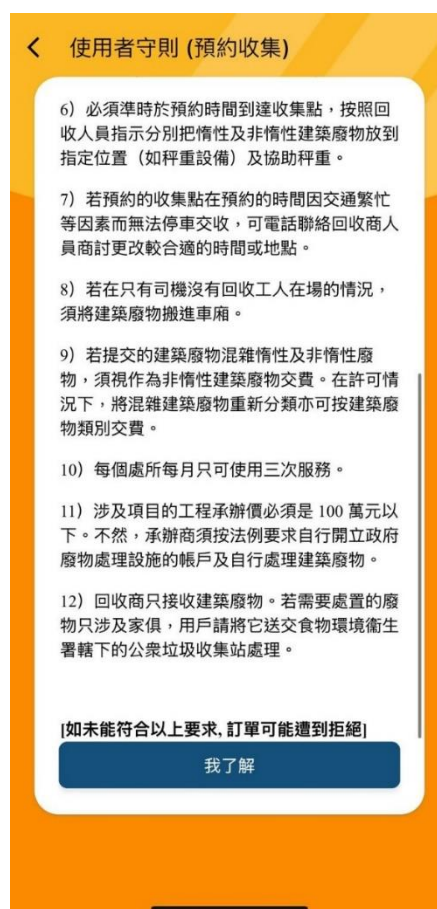 使用者守則 (預約收集)
6）必須準時於預約時間到達收集點，按照回
收人員指示分別把惰性及非惰性建築廢物放到
指定位置（如秤重設備）及協助秤重。
7）若預約的收集點在預約的時間因交通繁忙
等因素而無法停車交收，可電話聯絡回收商人
員商討更改較合適的時間或地點。
8）若在只有司機沒有回收工人在場的情況，
須將建築廢物搬進車廂。
9）若提交的建築廢物混雜惰性及非惰性廢
物，須視作為非惰性建築廢物交費。在許可情
況下，將混雜建築廢物重新分類亦可按建築廢
物類別交費。
10）每個處所每月只可使用三次服務。
11）涉及項目的工程承辦價必須是 100 萬元以
下。不然，承辦商須按法例要求自行開立政府
廢物處理設施的帳戶及自行處理建築廢物。
12）回收商只接收建築廢物。若需要處置的廢
物只涉及家俱，用戶請將它送交食物環境衞生
署轄下的公衆垃圾收集站處理。
[如未能符合以上要求, 訂單可能遭到拒絕]
我了解